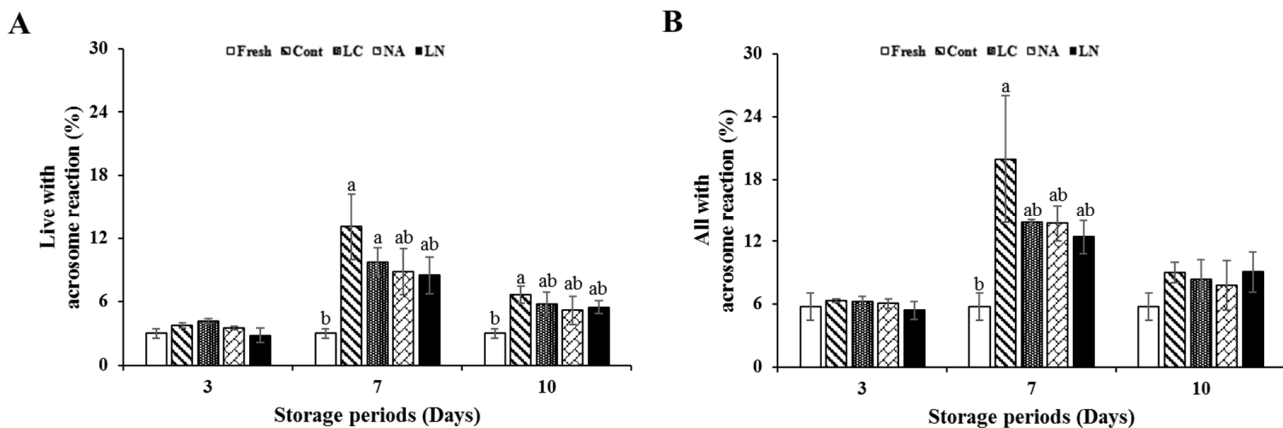 A
Live with
acrosome reaction (%)
30
24
18
12
6
0
Fresh Cont LC NA LN
b a a ab ab
b a ab ab ab
3 7 10
Storage periods (Days)
B
All with
acrosome reaction (%)
30
24
18
12
6
0
Fresh Cont LC NA LN
b a ab ab ab
3 7 10
Storage periods (Days)